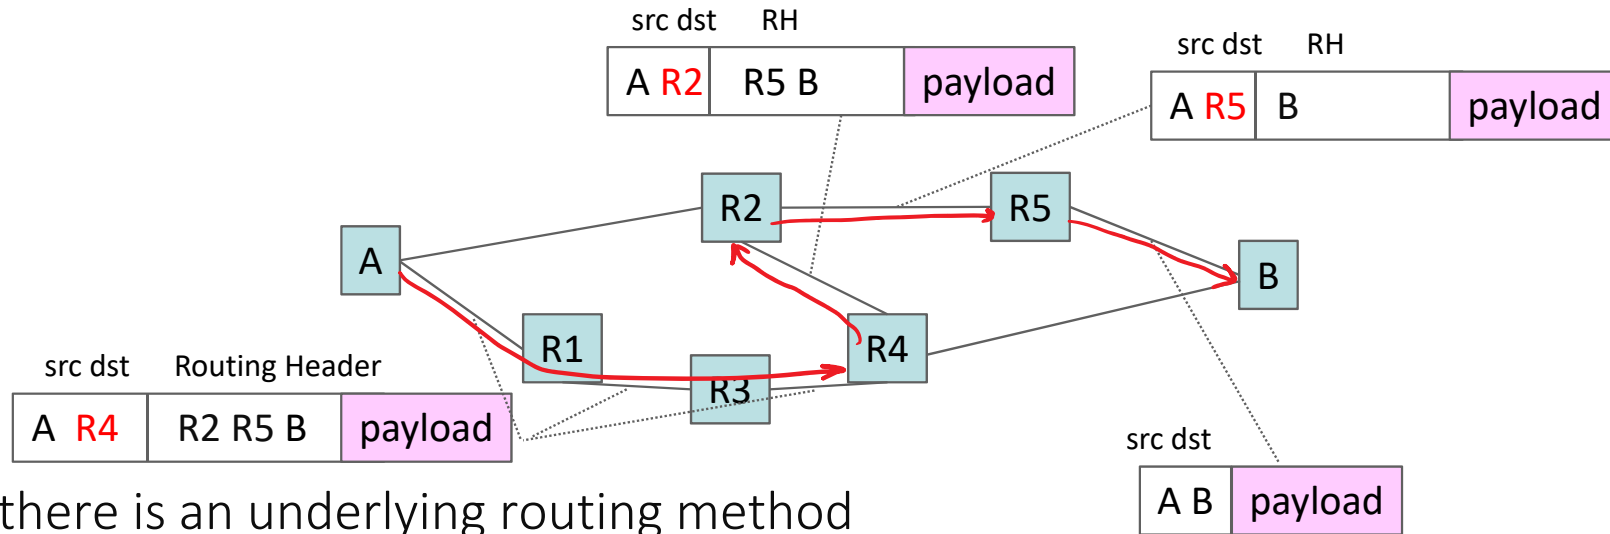 src dst RH
A R2 R5 B payload
src dst RH
A R5 B payload
R2
R5
A
B
R1
R4
R3
src dst Routing Header
A R4 R2 R5 B payload
src dst
A B payload
there is an underlying routing method